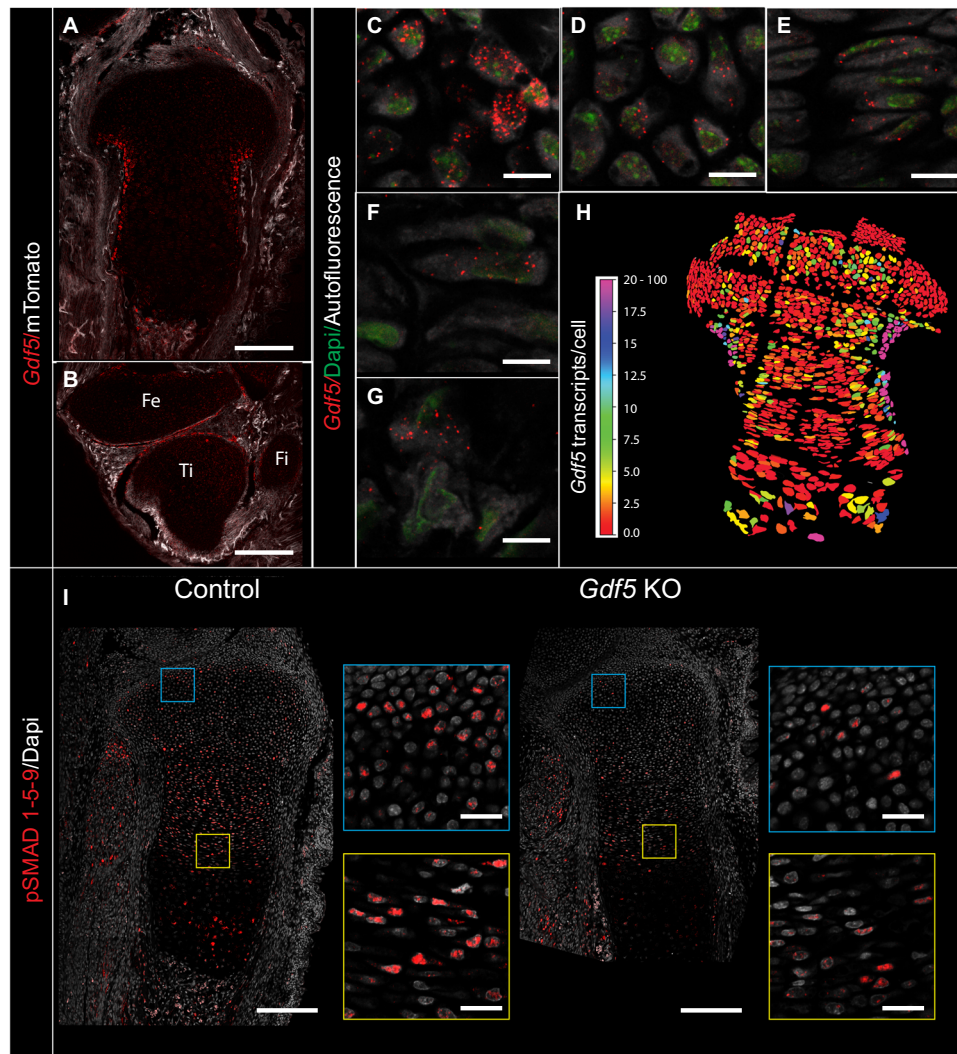 A
B
Fe
Ti
Fi
Gdf5/mTomato
Gdf5/Dapi/Autofluorescence
C
D
E
F
G
H
Gdf5 transcripts/cell
20 - 100
17.5
15
12.5
10
7.5
5.0
2.5
0.0
I
Control
Gdf5 KO
pSMAD 1-5-9/Dapi